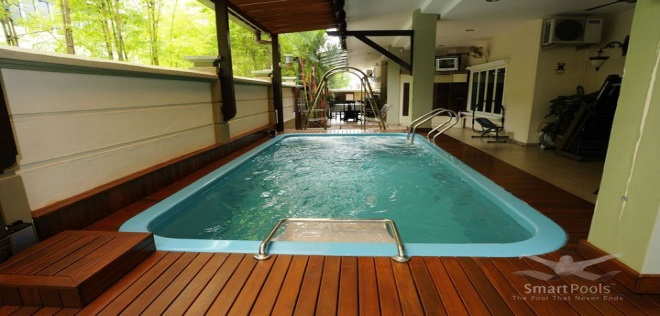 SmartPools
The Pool That Never Ends